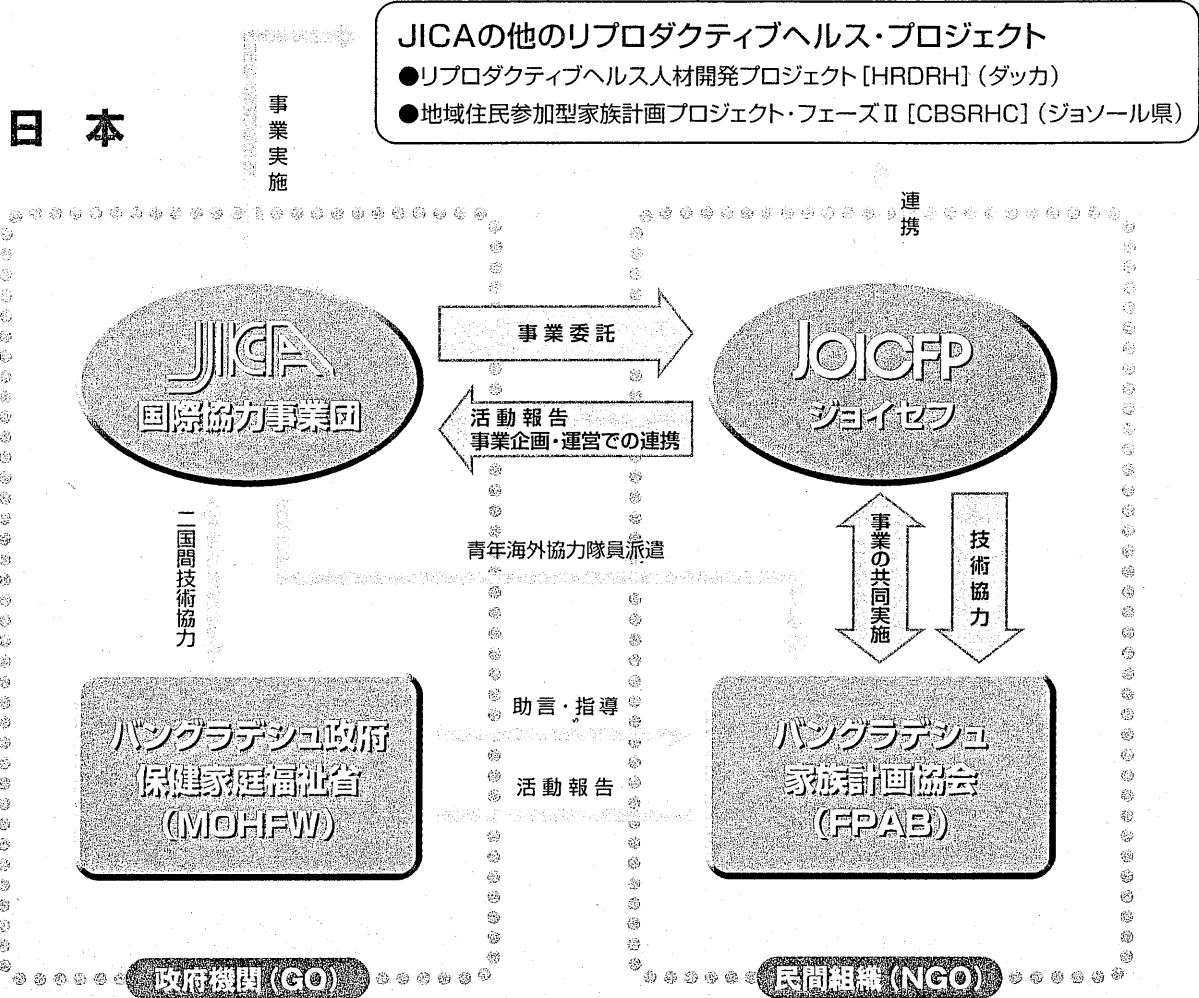 JICAの他のリプロダクティブヘルス・プロジェクト
●リプロダクティブヘルス人材開発プロジェクト[HRDRH](ダッカ)
●地域住民参加型家族計画プロジェクト・フェーズⅡ[CBSRHC](ジョソール県)
日本
事業実施
連携
JICA
国際協力事業団
事業委託
活動報告
事業企画・運営での連携
JOICFP
ジョイセフ
二国間技術協力
青年海外協力隊員派遣
事業の共同実施
技術協力
バングラデシュ政府
保健家庭福祉省
(MOHFW)
助言・指導
活動報告
バングラデシュ
家族計画協会
(FPAB)
政府機関(GO)
民間組織(NGO)